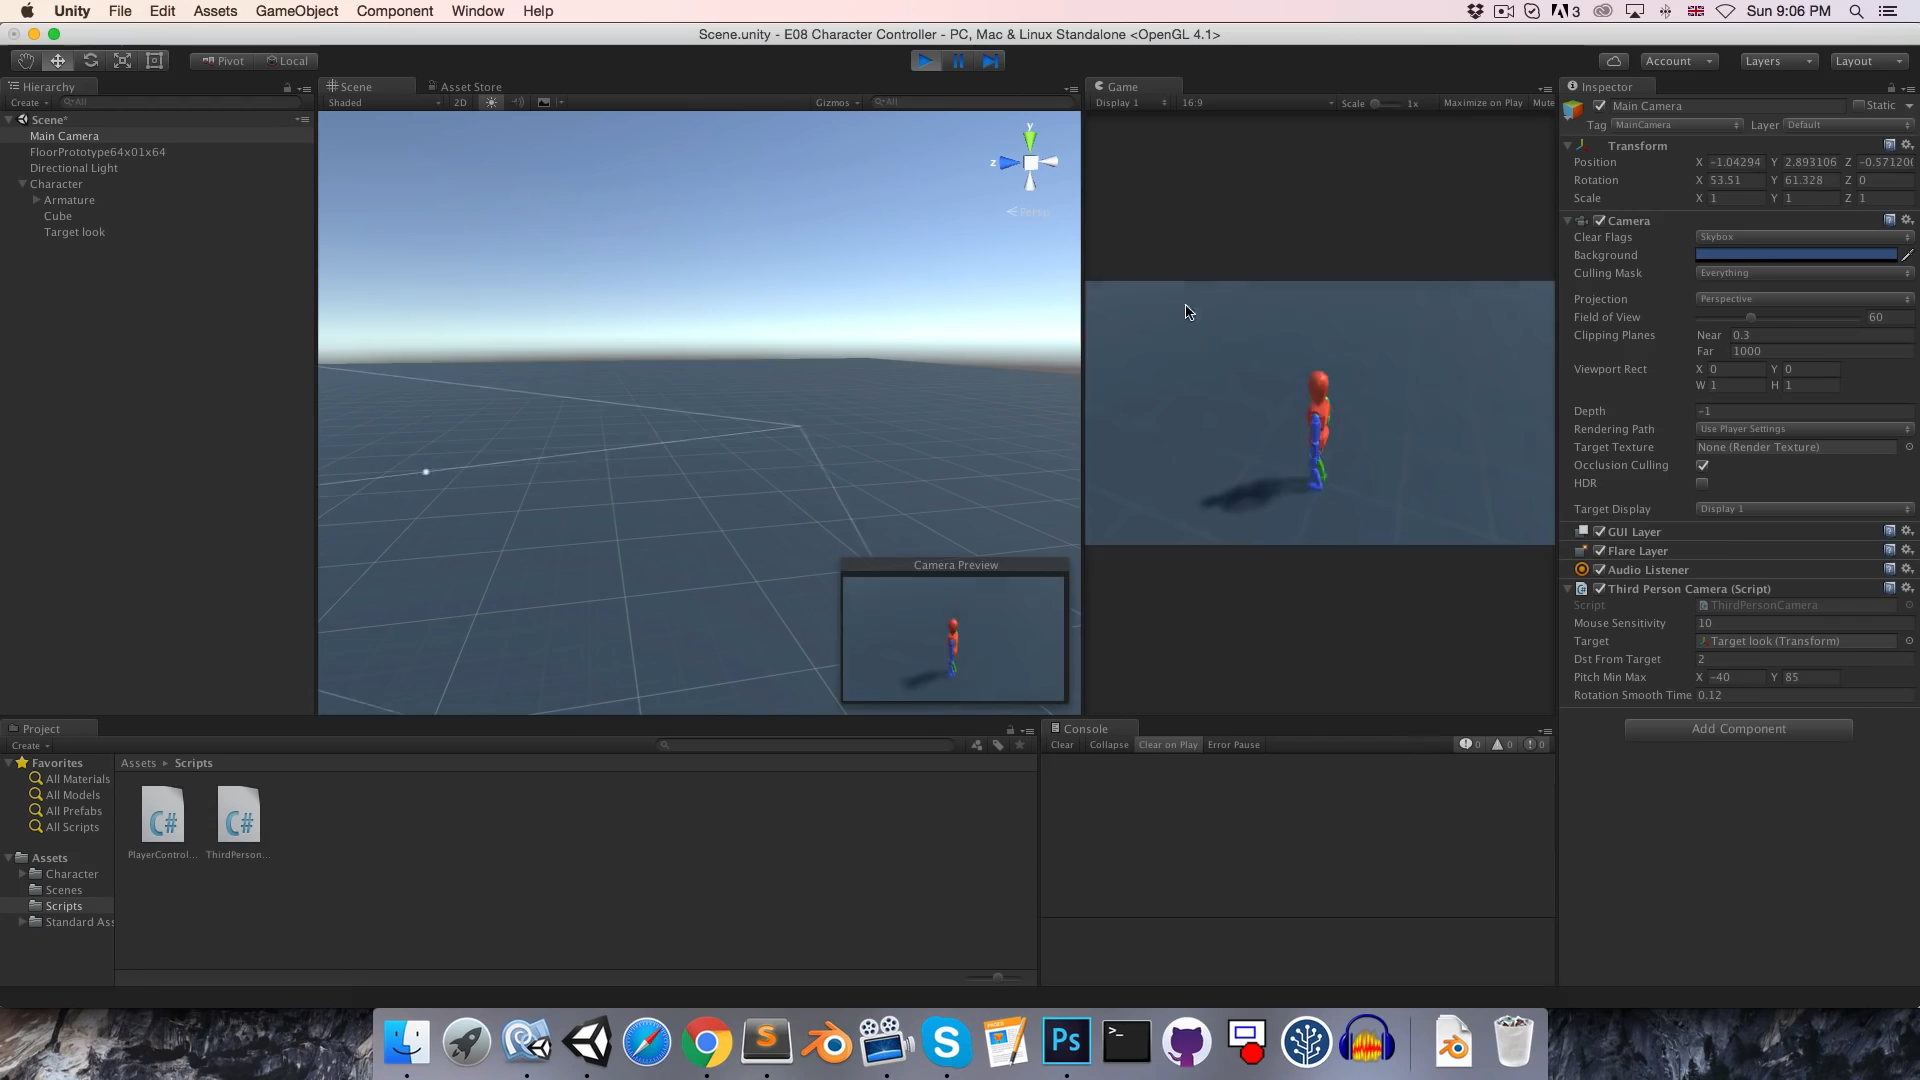 Unity File Edit Assets GameObject Component Window Help 3 Sun 9:06 PM
Scene.unity - E08 Character Controller - PC, Mac & Linux Standalone <OpenGL 4.1>
Pivot Local Account Layers Layout
Hierarchy
Create All
Scene*
Main Camera
FloorPrototype64x01x64
Directional Light
Character
Armature
Cube
Target look
Scene Asset Store
Shaded 2D Gizmos All
y
z
Persp
Camera Preview
Game
Display 1 16:9 Scale 1x Maximize on Play Mute
Inspector
Main Camera Static
Tag MainCamera Layer Default
Transform
Position X -1.04294 Y 2.893106 Z -0.571200
Rotation X 53.51 Y 61.328 Z 0
Scale X 1 Y 1 Z 1
Camera
Clear Flags Skybox
Background
Culling Mask Everything
Projection Perspective
Field of View 60
Clipping Planes Near 0.3
Far 1000
Viewport Rect X 0 Y 0
W 1 H 1
Depth -1
Rendering Path Use Player Settings
Target Texture None (Render Texture)
Occlusion Culling
HDR
Target Display Display 1
GUI Layer
Flare Layer
Audio Listener
Third Person Camera (Script)
Script ThirdPersonCamera
Mouse Sensitivity 10
Target Target look (Transform)
Dst From Target 2
Pitch Min Max X -40 Y 85
Rotation Smooth Time 0.12
Add Component
Project
Create
Favorites
All Materials
All Models
All Prefabs
All Scripts
Assets
Character
Scenes
Scripts
Standard Ass
Assets Scripts
C# C#
PlayerControl... ThirdPerson...
Console
Clear Collapse Clear on Play Error Pause 0 0 0
S
Ps
>_